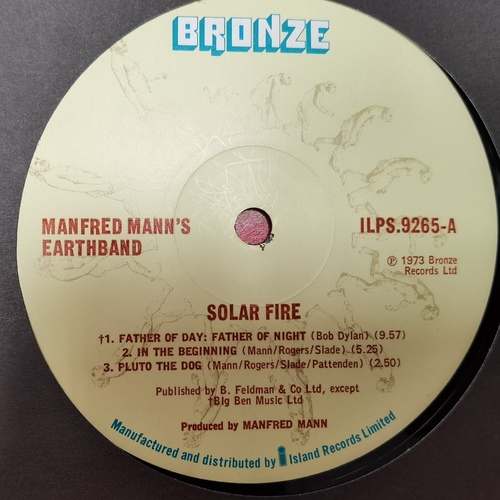 BRONZE
MANFRED MANN'S
EARTHBAND
ILPS.9265-A
℗ 1973 Bronze
Records Ltd
SOLAR FIRE
†1. FATHER OF DAY: FATHER OF NIGHT (Bob Dylan) (9.57)
2. IN THE BEGINNING (Mann/Rogers/Slade) (5.25)
3. PLUTO THE DOG (Mann/Rogers/Slade/Pattenden) (2.50)
Published by B. Feldman & Co Ltd, except
†Big Ben Music Ltd
Produced by MANFRED MANN
Manufactured and distributed by Island Records Limited